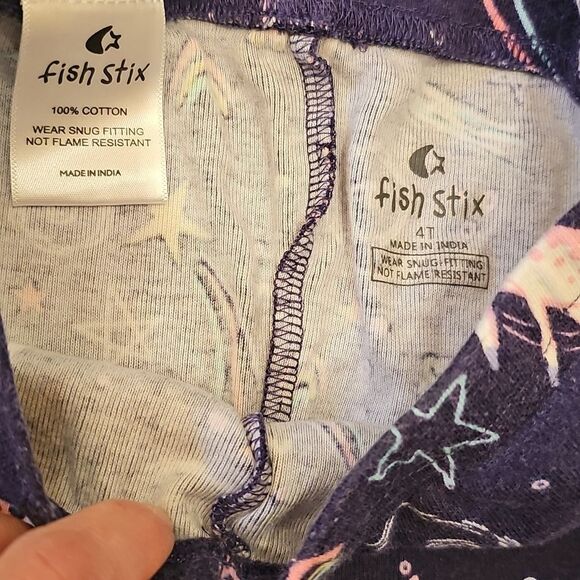 fish stix
100% COTTON
WEAR SNUG FITTING
NOT FLAME RESISTANT
MADE IN INDIA
fish stix
4T
MADE IN INDIA
WEAR SNUG-FITTING
NOT FLAME RESISTANT